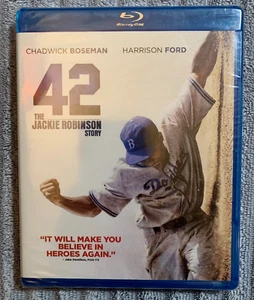 Blu-ray Disc
CHADWICK BOSEMAN HARRISON FORD
42
THE
JACKIE ROBINSON
STORY
B
Dodgers
"IT WILL MAKE YOU
BELIEVE IN
HEROES AGAIN."